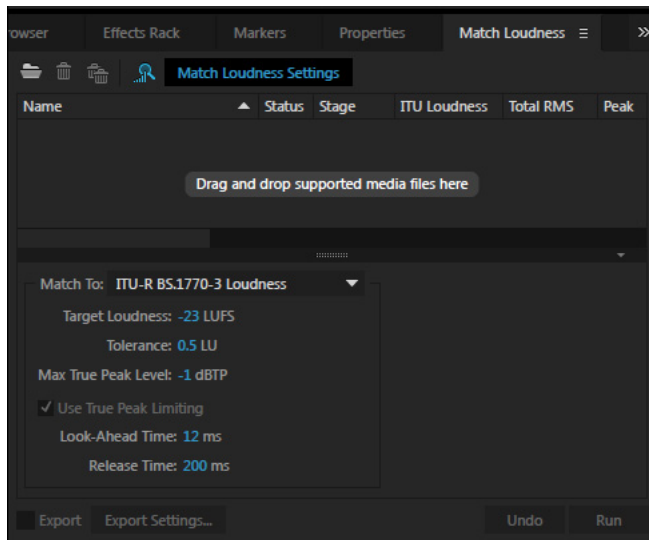 rowser Effects Rack Markers Properties Match Loudness
Match Loudness Settings
Name Status Stage ITU Loudness Total RMS Peak
Drag and drop supported media files here
Match To: ITU-R BS.1770-3 Loudness
Target Loudness: -23 LUFS
Tolerance: 0.5 LU
Max True Peak Level: -1 dBTP
Use True Peak Limiting
Look-Ahead Time: 12 ms
Release Time: 200 ms
Export Export Settings... Undo Run